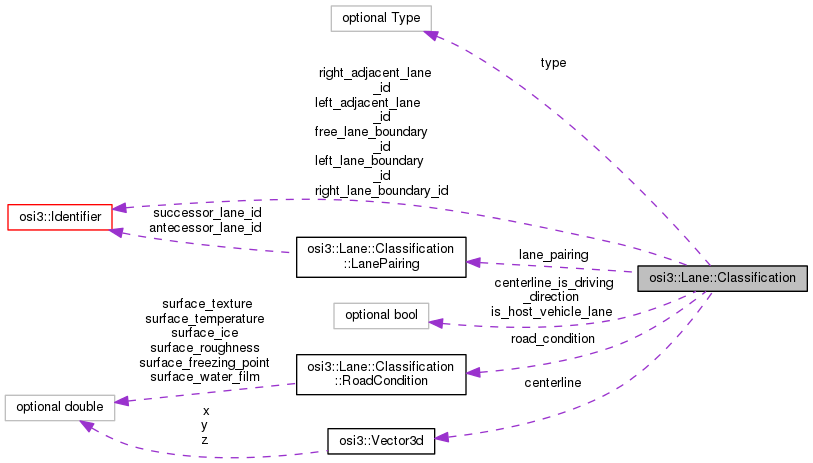 optional Type
type
right_adjacent_lane
_id
left_adjacent_lane
_id
free_lane_boundary
_id
left_lane_boundary
_id
right_lane_boundary_id
osi3::Identifier
successor_lane_id
antecessor_lane_id
osi3::Lane::Classification
::LanePairing
lane_pairing
osi3::Lane::Classification
centerline_is_driving
_direction
is_host_vehicle_lane
optional bool
surface_texture
surface_temperature
surface_ice
surface_roughness
surface_freezing_point
surface_water_film
road_condition
osi3::Lane::Classification
::RoadCondition
centerline
optional double
x
y
z
osi3::Vector3d